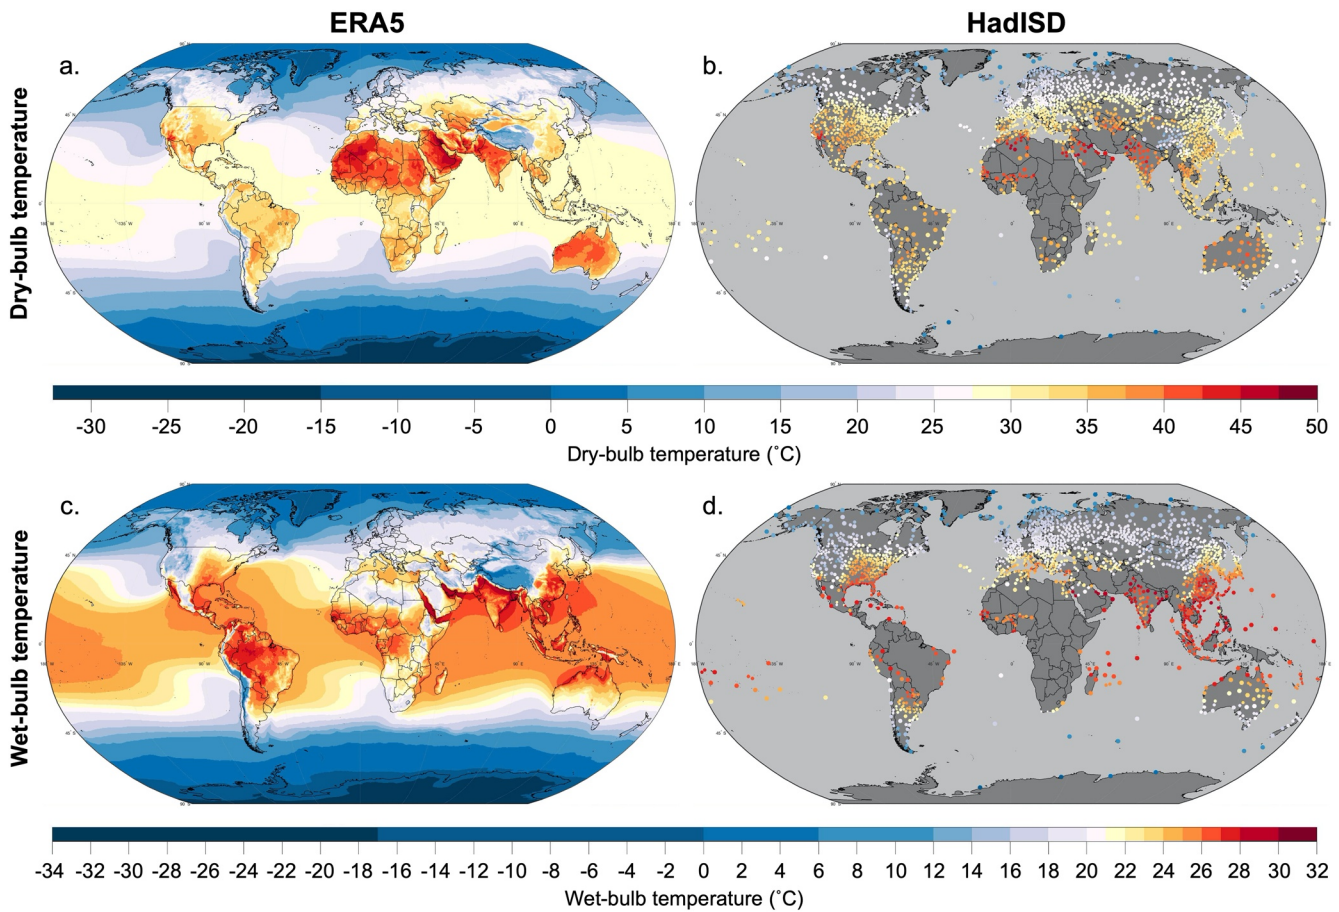 ERA5
HadISD
Dry-bulb temperature
a.
b.
-30 -25 -20 -15 -10 -5 0 5 10 15 20 25 30 35 40 45 50
Dry-bulb temperature (˚C)
Wet-bulb temperature
c.
d.
-34 -32 -30 -28 -26 -24 -22 -20 -18 -16 -14 -12 -10 -8 -6 -4 -2 0 2 4 6 8 10 12 14 16 18 20 22 24 26 28 30 32
Wet-bulb temperature (˚C)